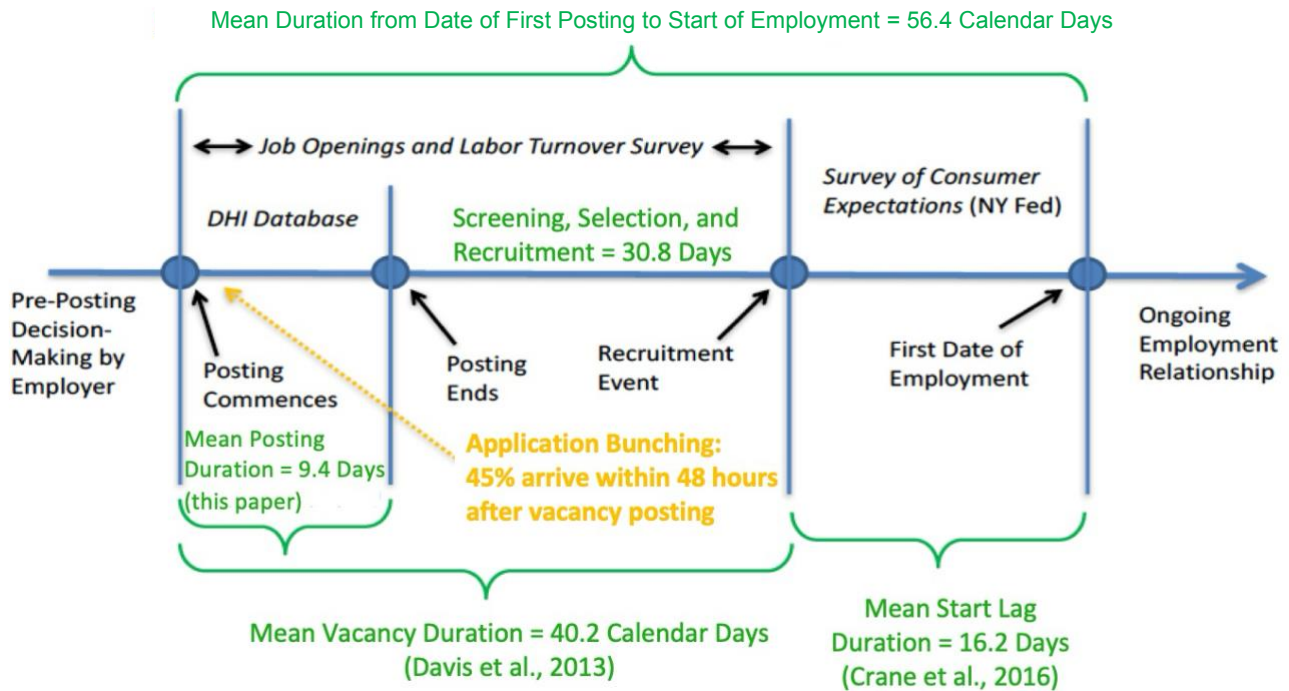 Mean Duration from Date of First Posting to Start of Employment = 56.4 Calendar Days
Job Openings and Labor Turnover Survey
DHI Database
Screening, Selection, and
Recruitment = 30.8 Days
Survey of Consumer
Expectations (NY Fed)
Pre-Posting
Decision-
Making by
Employer
Posting
Commences
Posting
Ends
Recruitment
Event
First Date of
Employment
Ongoing
Employment
Relationship
Mean Posting
Duration = 9.4 Days
(this paper)
Application Bunching:
45% arrive within 48 hours
after vacancy posting
Mean Vacancy Duration = 40.2 Calendar Days
(Davis et al., 2013)
Mean Start Lag
Duration = 16.2 Days
(Crane et al., 2016)